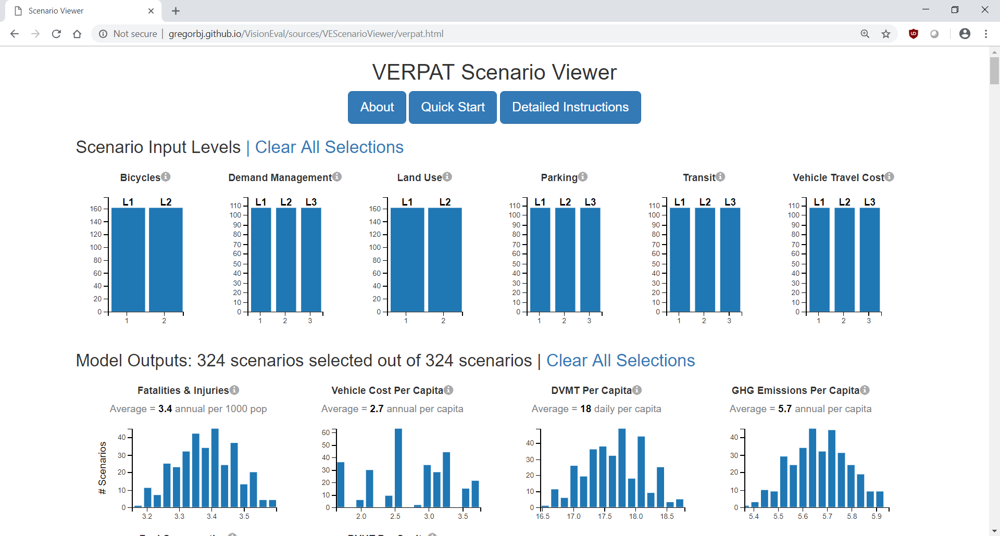 Scenario Viewer
Not secure | gregorbj.github.io/VisionEval/sources/VEScenarioViewer/verpat.html
VERPAT Scenario Viewer
About Quick Start Detailed Instructions
Scenario Input Levels | Clear All Selections
Bicycles Demand Management Land Use Parking Transit Vehicle Travel Cost
L1 L2 L1 L2 L3 L1 L2 L1 L2 L3 L1 L2 L3 L1 L2 L3
160 140 120 100 80 60 40 20 0
1 2
110 100 90 80 70 60 50 40 30 20 10 0
1 2 3
160 140 120 100 80 60 40 20 0
1 2
110 100 90 80 70 60 50 40 30 20 10 0
1 2 3
110 100 90 80 70 60 50 40 30 20 10 0
1 2 3
110 100 90 80 70 60 50 40 30 20 10 0
1 2 3
Model Outputs: 324 scenarios selected out of 324 scenarios | Clear All Selections
Fatalities & Injuries Vehicle Cost Per Capita DVMT Per Capita GHG Emissions Per Capita
Average = 3.4 annual per 1000 pop Average = 2.7 annual per capita Average = 18 daily per capita Average = 5.7 annual per capita
# Scenarios
40 30 20 10 0
3.2 3.3 3.4 3.5
60 50 40 30 20 10 0
2.0 2.5 3.0 3.5
40 30 20 10 0
16.5 17.0 17.5 18.0 18.5
40 30 20 10 0
5.4 5.5 5.6 5.7 5.8 5.9